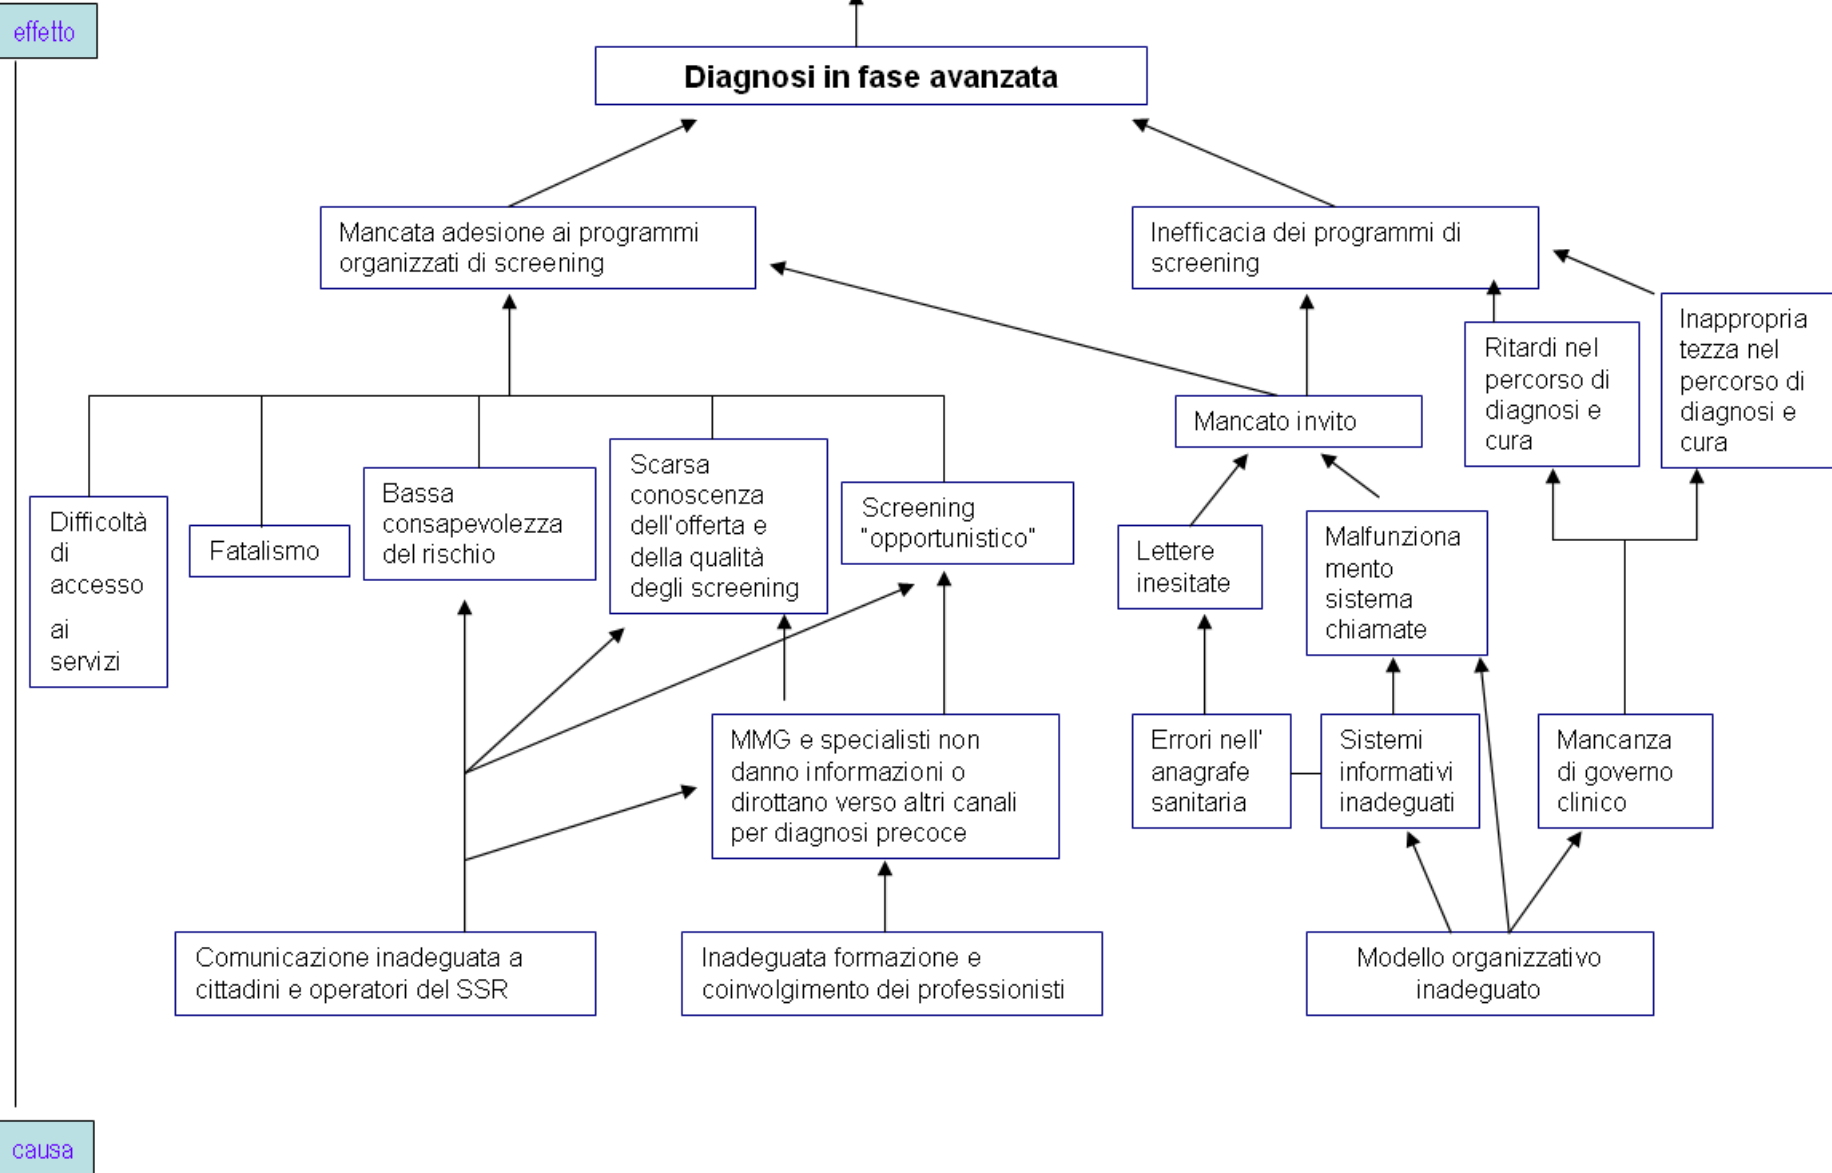 effetto
Diagnosi in fase avanzata
Mancata adesione ai programmi
organizzati di screening
Inefficacia dei programmi di
screening
Ritardi nel
percorso di
diagnosi e
cura
Inappropria
tezza nel
percorso di
diagnosi e
cura
Mancato invito
Difficoltà
di
accesso
ai
servizi
Fatalismo
Bassa
consapevolezza
del rischio
Scarsa
conoscenza
dell'offerta e
della qualità
degli screening
Screening
"opportunistico"
Lettere
inesitate
Malfunziona
mento
sistema
chiamate
MMG e specialisti non
danno informazioni o
dirottano verso altri canali
per diagnosi precoce
Errori nell'
anagrafe
sanitaria
Sistemi
informativi
inadeguati
Mancanza
di governo
clinico
Comunicazione inadeguata a
cittadini e operatori del SSR
Inadeguata formazione e
coinvolgimento dei professionisti
Modello organizzativo
inadeguato
causa